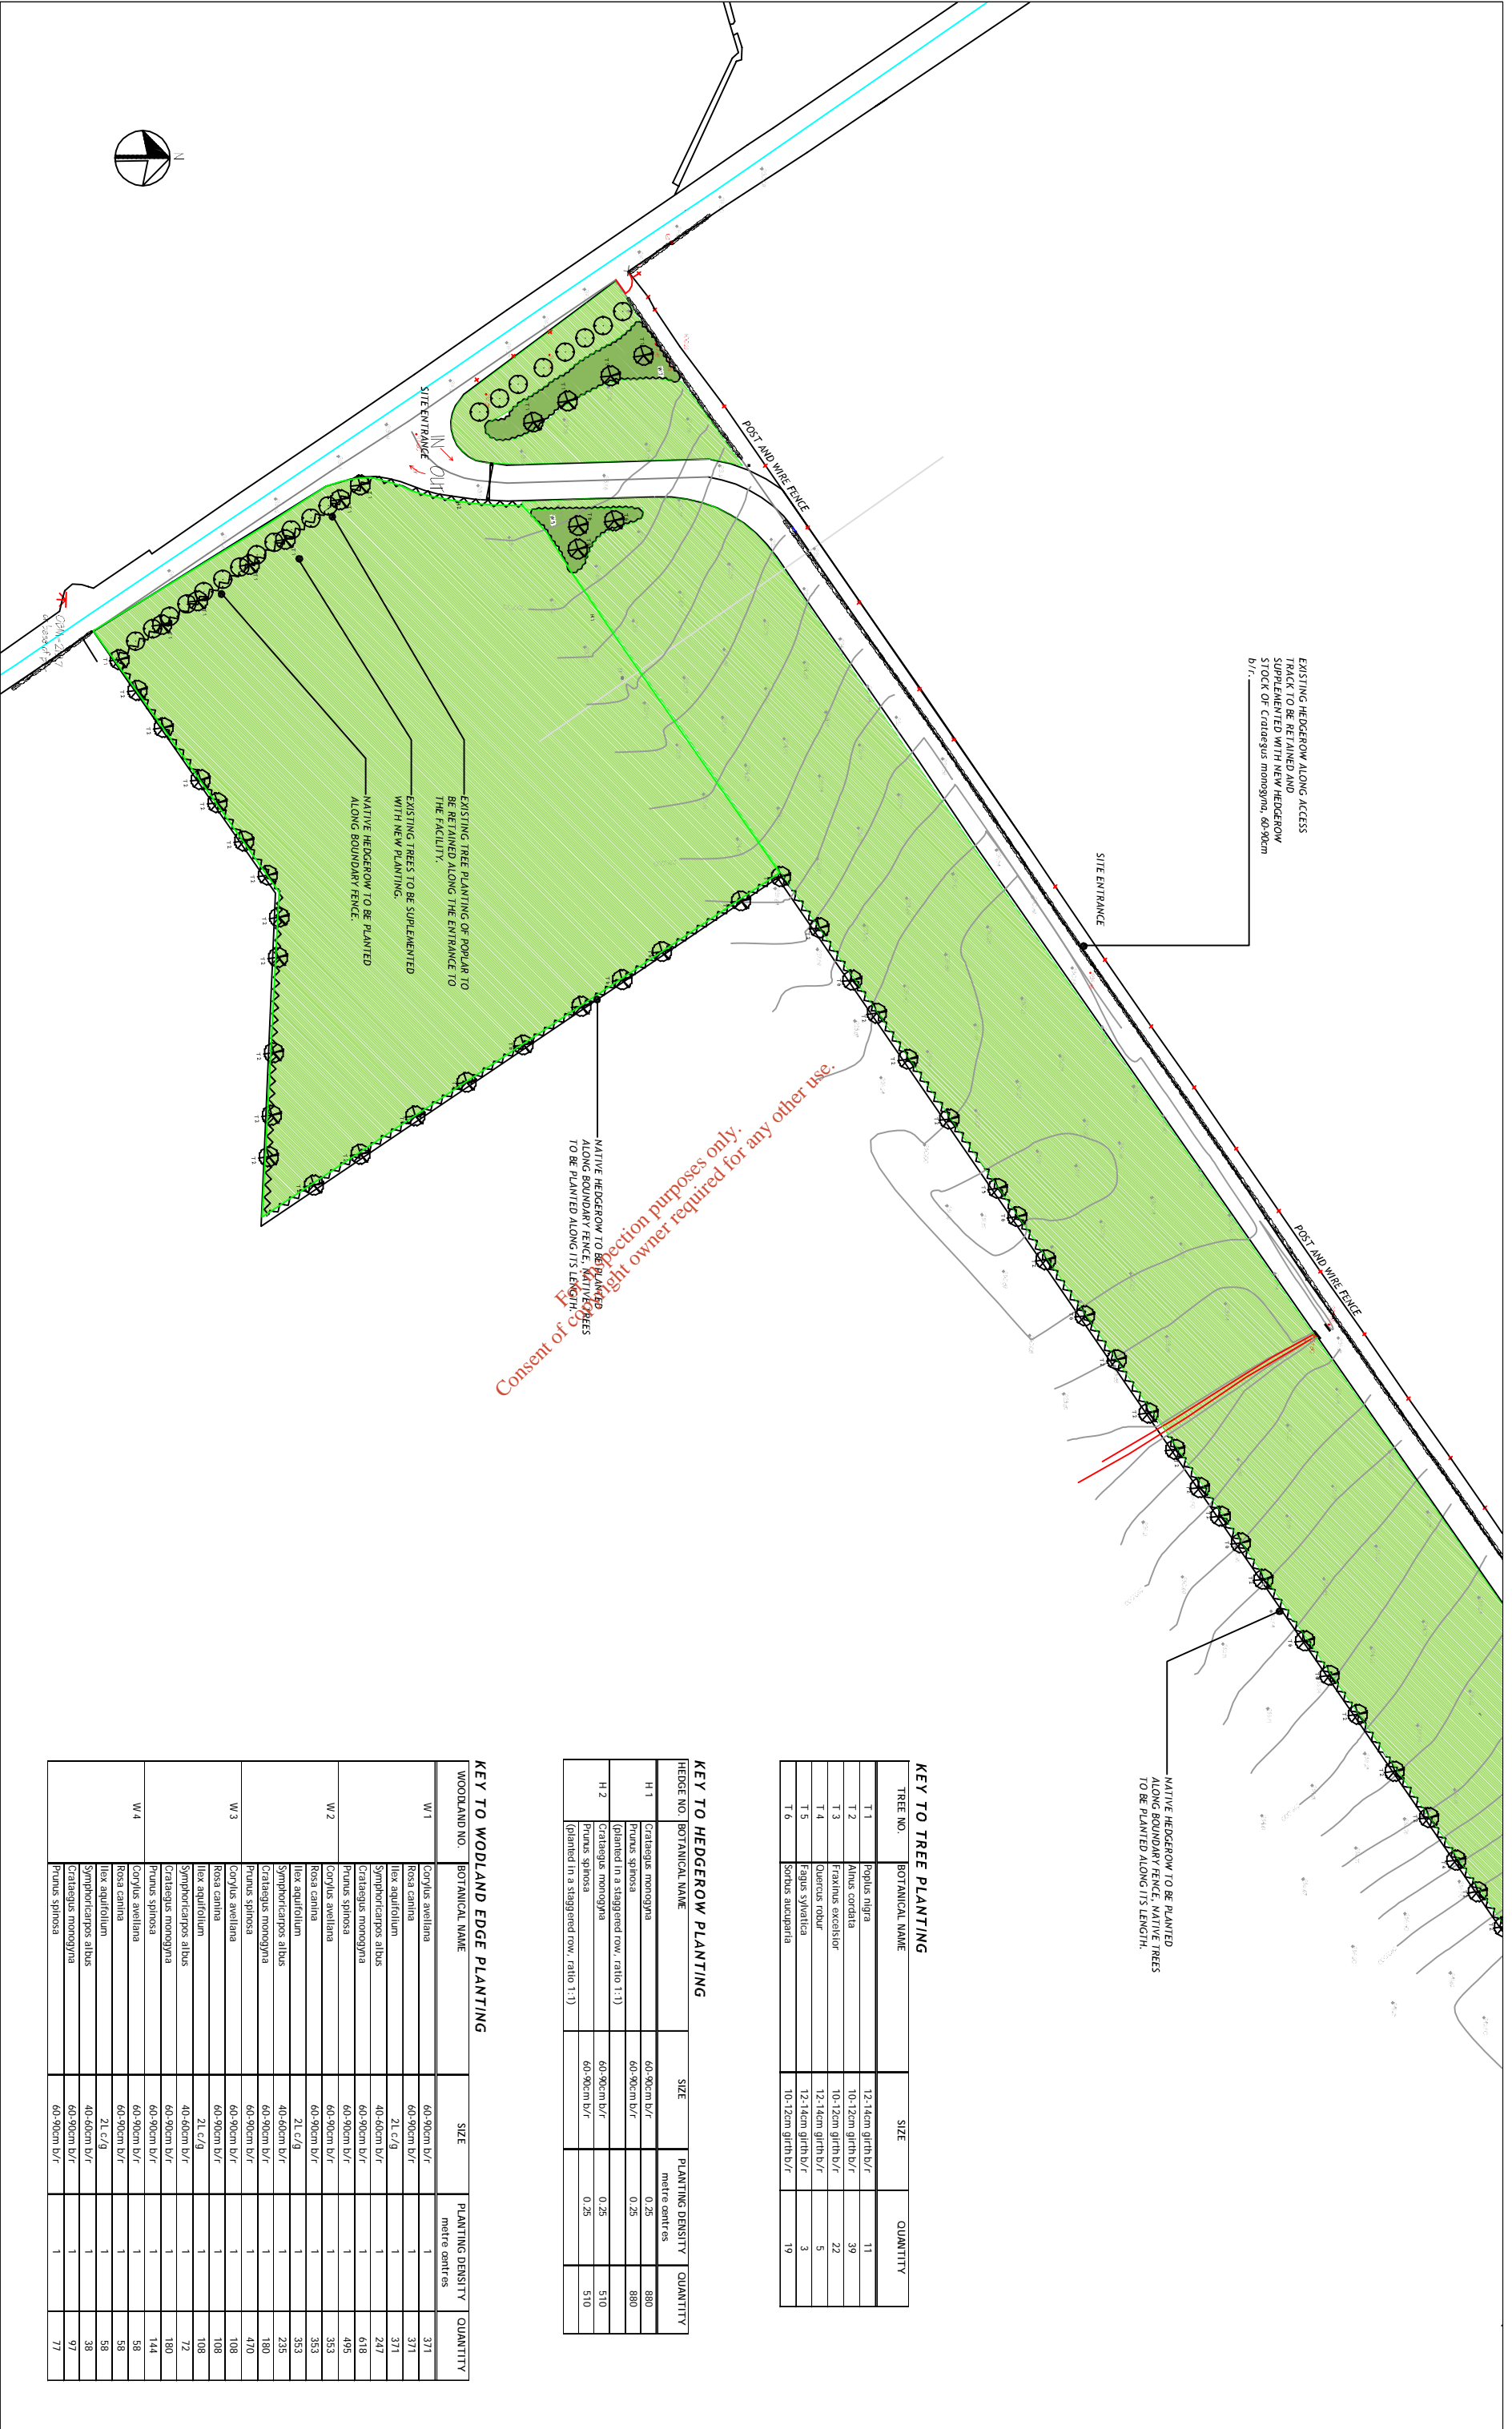 N
SITE ENTRANCE
IN
OUT
POST AND WIRE FENCE
EXISTING HEDGEROW ALONG ACCESS
TRACK TO BE RETAINED AND
SUPPLEMENTED WITH NEW HEDGEROW
STOCK OF Crataegus monogyna, 60-90cm
b/r.
SITE ENTRANCE
POST AND WIRE FENCE
EXISTING TREE PLANTING OF POPLAR TO
BE RETAINED ALONG THE ENTRANCE TO
THE FACILITY.
EXISTING TREES TO BE SUPLEMENTED
WITH NEW PLANTING.
NATIVE HEDGEROW TO BE PLANTED
ALONG BOUNDARY FENCE.
NATIVE HEDGEROW TO BE PLANTED
ALONG BOUNDARY FENCE, NATIVE TREES
TO BE PLANTED ALONG ITS LENGTH.
For inspection purposes only.
Consent of copyright owner required for any other use.
NATIVE HEDGEROW TO BE PLANTED
ALONG BOUNDARY FENCE, NATIVE TREES
TO BE PLANTED ALONG ITS LENGTH.
KEY TO TREE PLANTING
TREE NO. BOTANICAL NAME SIZE QUANTITY
T 1 Poplus nigra 12-14cm girth b/r 11
T 2 Alnus cordata 10-12cm girth b/r 39
T 3 Fraxinus excelsior 10-12cm girth b/r 22
T 4 Quercus robur 12-14cm girth b/r 5
T 5 Fagus sylvatica 12-14cm girth b/r 3
T 6 Sorbus aucuparia 10-12cm girth b/r 19
KEY TO HEDGEROW PLANTING
HEDGE NO. BOTANICAL NAME SIZE PLANTING DENSITY QUANTITY
metre centres
H 1 Crataegus monogyna 60-90cm b/r 0.25 880
Prunus spinosa 60-90cm b/r 0.25 880
(planted in a staggered row, ratio 1:1)
H 2 Crataegus monogyna 60-90cm b/r 0.25 510
Prunus spinosa 60-90cm b/r 0.25 510
(planted in a staggered row, ratio 1:1)
KEY TO WODLAND EDGE PLANTING
WOODLAND NO. BOTANICAL NAME SIZE PLANTING DENSITY QUANTITY
metre centres
W 1 Corylus avellana 60-90cm b/r 1 371
Rosa canina 60-90cm b/r 1 371
Ilex aquifolium 2L c/g 1 371
Symphoricarpos albus 40-60cm b/r 1 247
Crataegus monogyna 60-90cm b/r 1 618
Prunus spinosa 60-90cm b/r 1 495
W 2 Corylus avellana 60-90cm b/r 1 353
Rosa canina 60-90cm b/r 1 353
Ilex aquifolium 2L c/g 1 353
Symphoricarpos albus 40-60cm b/r 1 235
Crataegus monogyna 60-90cm b/r 1 180
Prunus spinosa 60-90cm b/r 1 470
W 3 Corylus avellana 60-90cm b/r 1 108
Rosa canina 60-90cm b/r 1 108
Ilex aquifolium 2L c/g 1 108
Symphoricarpos albus 40-60cm b/r 1 72
Crataegus monogyna 60-90cm b/r 1 180
Prunus spinosa 60-90cm b/r 1 144
W 4 Corylus avellana 60-90cm b/r 1 58
Rosa canina 60-90cm b/r 1 58
Ilex aquifolium 2L c/g 1 58
Symphoricarpos albus 40-60cm b/r 1 38
Crataegus monogyna 60-90cm b/r 1 97
Prunus spinosa 60-90cm b/r 1 77